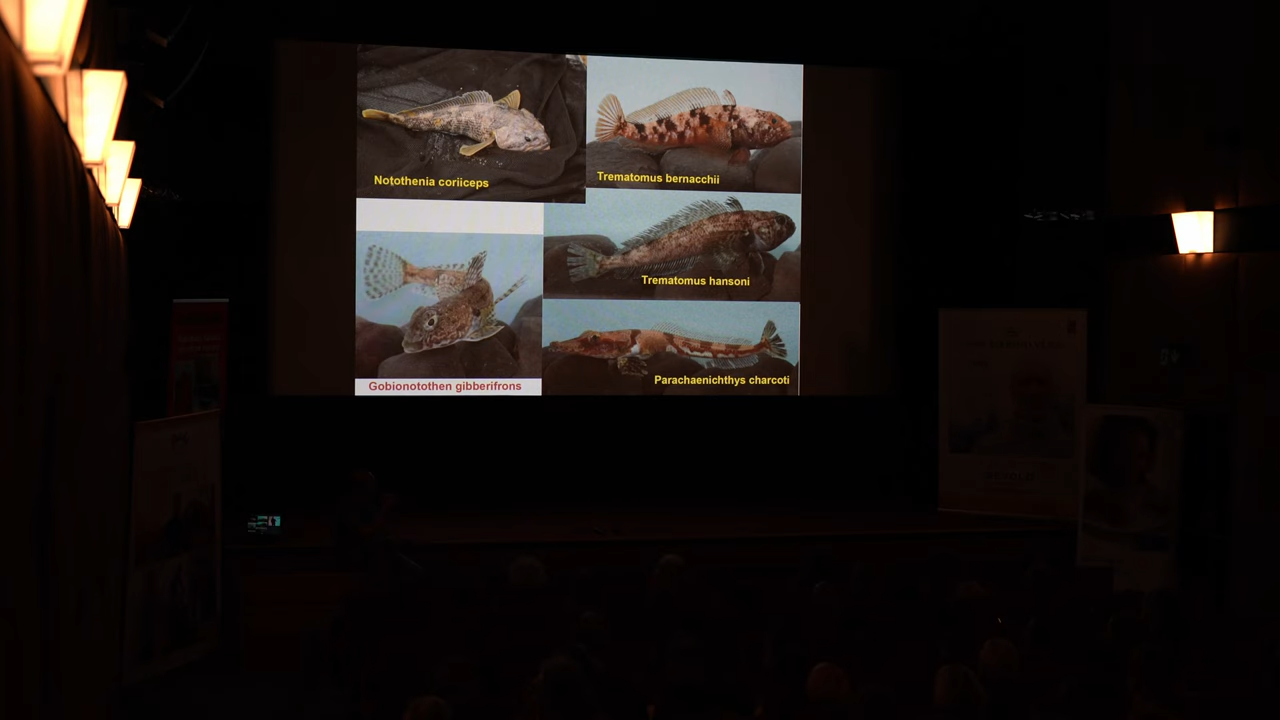 Notothenia coriiceps
Trematomus bernacchii
Trematomus hansoni
Gobionotothen gibberifrons
Parachaenichthys charcoti